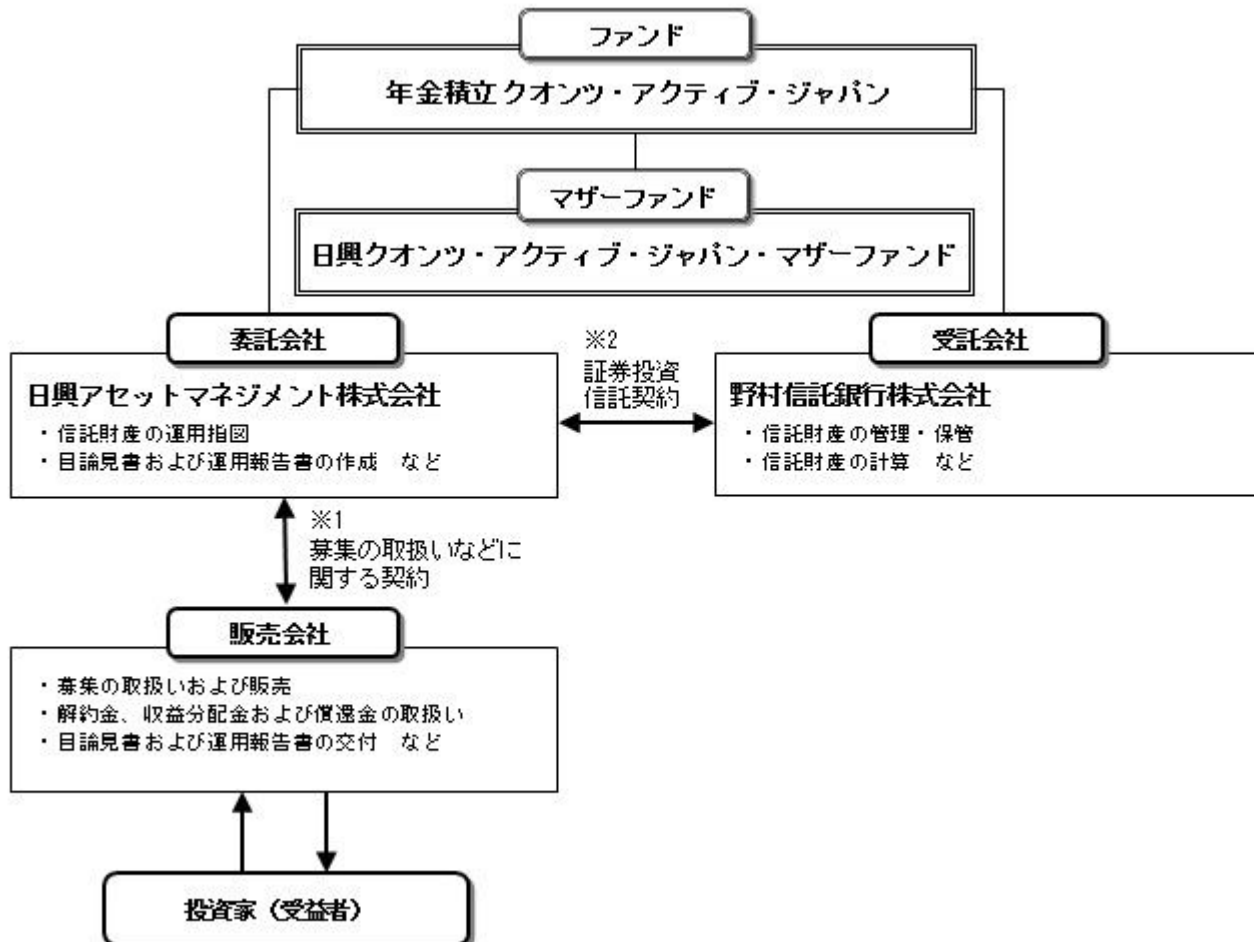 ファンド
年金積立 クオンツ・アクティブ・ジャパン
マザーファンド
日興クオンツ・アクティブ・ジャパン・マザーファンド
委託会社
日興アセットマネジメント株式会社
・信託財産の運用指図
・目論見書および運用報告書の作成　など
※2
証券投資
信託契約
受託会社
野村信託銀行株式会社
・信託財産の管理・保管
・信託財産の計算　など
※1
募集の取扱いなどに
関する契約
販売会社
・募集の取扱いおよび販売
・解約金、収益分配金および償還金の取扱い
・目論見書および運用報告書の交付　など
投資家（受益者）